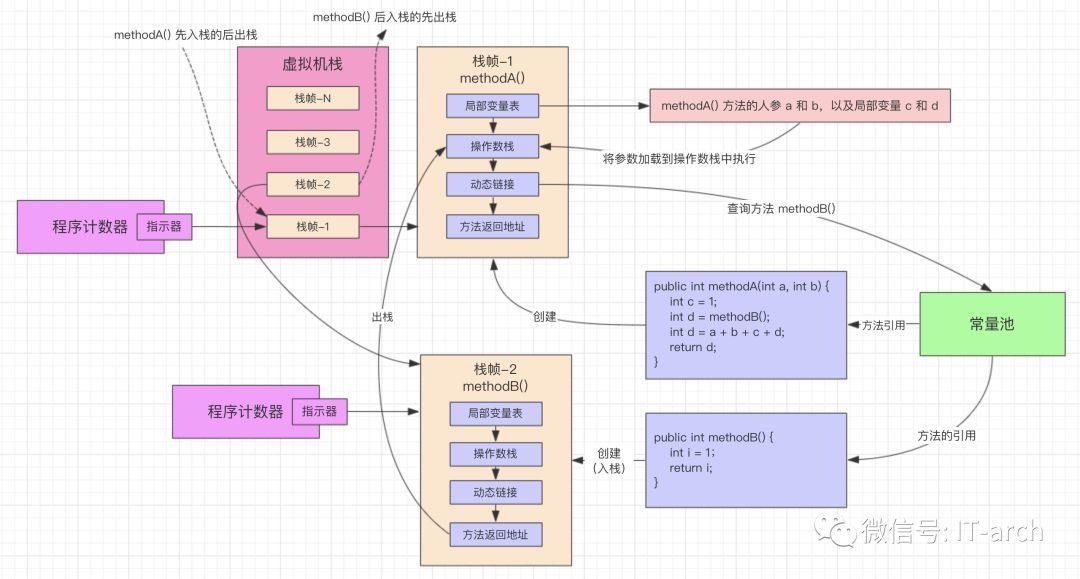 methodB() 后入栈的先出栈
methodA() 先入栈的后出栈
虚拟机栈
栈帧-N
栈帧-3
栈帧-2
栈帧-1
程序计数器
指示器
栈帧-1
methodA()
局部变量表
操作数栈
动态链接
方法返回地址
methodA() 方法的人参 a 和 b，以及局部变量 c 和 d
将参数加载到操作数栈中执行
查询方法 methodB()
创建
public int methodA(int a, int b) {
int c = 1;
int d = methodB();
int d = a + b + c + d;
return d;
}
方法引用
常量池
出栈
栈帧-2
methodB()
局部变量表
操作数栈
动态链接
方法返回地址
程序计数器
指示器
创建
（入栈）
public int methodB() {
int i = 1;
return i;
}
方法的引用
微信号: IT-arch